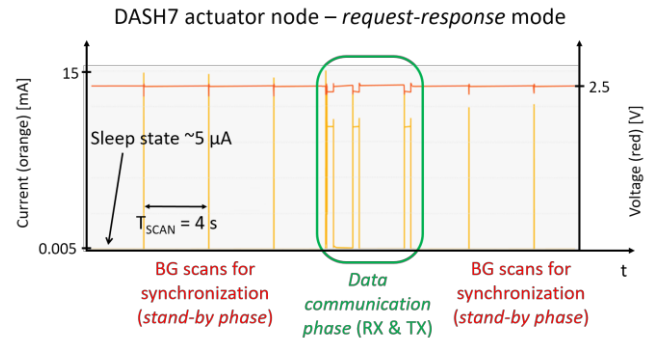 DASH7 actuator node – request-response mode
15
Current (orange) [mA]
0.005
Sleep state ~5 µA
T_SCAN = 4 s
2.5
Voltage (red) [V]
t
BG scans for
synchronization
(stand-by phase)
Data
communication
phase (RX & TX)
BG scans for
synchronization
(stand-by phase)